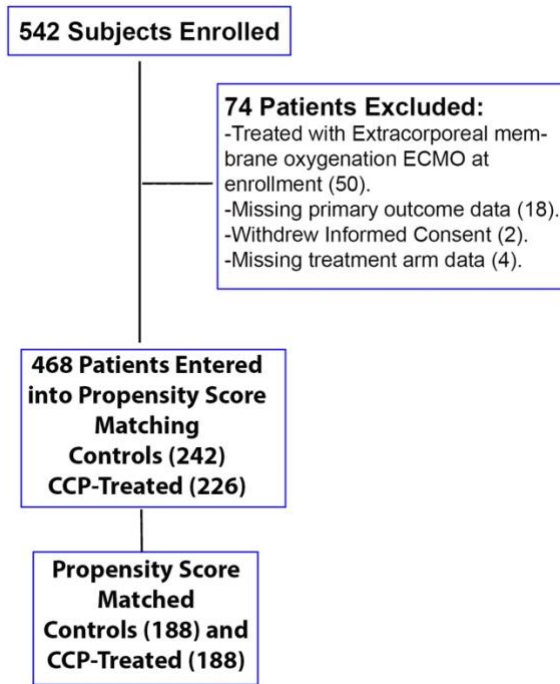 542 Subjects Enrolled
74 Patients Excluded:
-Treated with Extracorporeal mem-
brane oxygenation ECMO at
enrollment (50).
-Missing primary outcome data (18).
-Withdrew Informed Consent (2).
-Missing treatment arm data (4).
468 Patients Entered
into Propensity Score
Matching
Controls (242)
CCP-Treated (226)
Propensity Score
Matched
Controls (188) and
CCP-Treated (188)